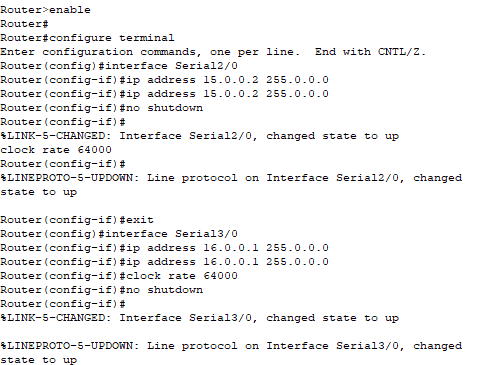 Router>enable
Router#
Router#configure terminal
Enter configuration commands, one per line.  End with CNTL/Z.
Router(config)#interface Serial2/0
Router(config-if)#ip address 15.0.0.2 255.0.0.0
Router(config-if)#ip address 15.0.0.2 255.0.0.0
Router(config-if)#no shutdown
Router(config-if)#
%LINK-5-CHANGED: Interface Serial2/0, changed state to up
clock rate 64000
Router(config-if)#
%LINEPROTO-5-UPDOWN: Line protocol on Interface Serial2/0, changed
state to up
Router(config-if)#exit
Router(config)#interface Serial3/0
Router(config-if)#ip address 16.0.0.1 255.0.0.0
Router(config-if)#ip address 16.0.0.1 255.0.0.0
Router(config-if)#clock rate 64000
Router(config-if)#no shutdown
Router(config-if)#
%LINK-5-CHANGED: Interface Serial3/0, changed state to up
%LINEPROTO-5-UPDOWN: Line protocol on Interface Serial3/0, changed
state to up